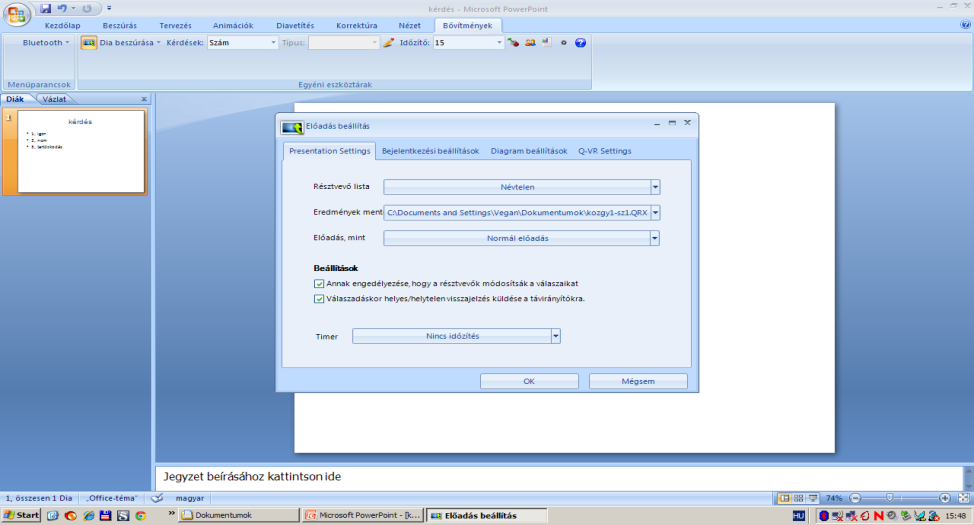 kérdés - Microsoft PowerPoint
Kezdőlap Beszúrás Tervezés Animációk Diavetítés Korrektúra Nézet Bővítmények
Bluetooth Dia beszúrása Kérdések: Szám Típus: Időzítő: 15
Menüparancsok Egyéni eszköztárak
Diák Vázlat
1
kérdés
• 1. igen
• 2. nem
• 3. tartózkodás
Előadás beállítás
Presentation Settings Bejelentkezési beállítások Diagram beállítások Q-VR Settings
Résztvevő lista Névtelen
Eredmények ment C:\Documents and Settings\Vegan\Dokumentumok\kozgy1-sz1.QRX
Előadás, mint Normál előadás
Beállítások
Annak engedélyezése, hogy a résztvevők módosítsák a válaszaikat
Válaszadáskor helyes/helytelen visszajelzés küldése a távirányítókra.
Timer Nincs időzítés
OK Mégsem
Jegyzet beírásához kattintson ide
1, összesen 1 Dia „Office-téma" magyar 74%
Start » Dokumentumok Microsoft PowerPoint - [k... Előadás beállítás HU 15:48